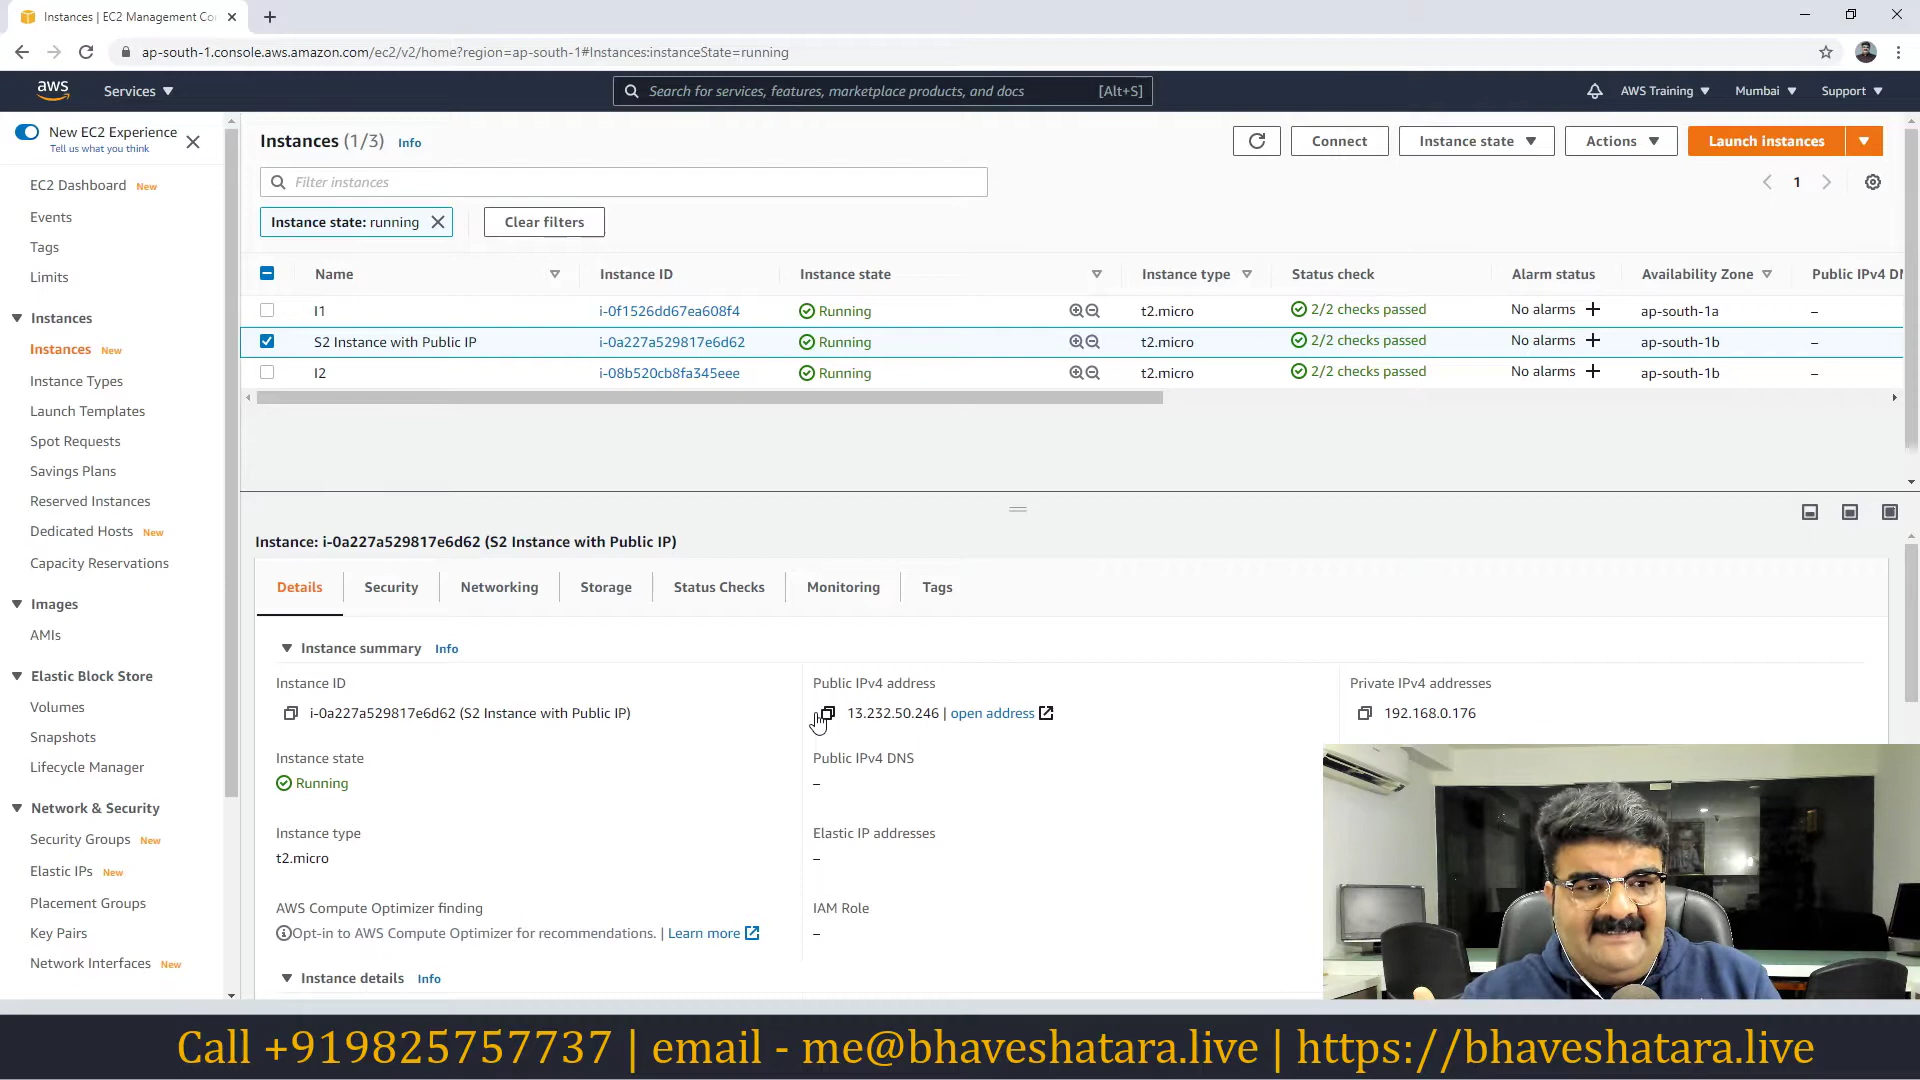 Instances | EC2 Management Co
ap-south-1.console.aws.amazon.com/ec2/v2/home?region=ap-south-1#Instances:instanceState=running
aws
Services
Search for services, features, marketplace products, and docs
[Alt+S]
AWS Training
Mumbai
Support
New EC2 Experience
Tell us what you think
EC2 Dashboard New
Events
Tags
Limits
Instances
Instances New
Instance Types
Launch Templates
Spot Requests
Savings Plans
Reserved Instances
Dedicated Hosts New
Capacity Reservations
Images
AMIs
Elastic Block Store
Volumes
Snapshots
Lifecycle Manager
Network & Security
Security Groups New
Elastic IPs New
Placement Groups
Key Pairs
Network Interfaces New
Instances (1/3) Info
Connect
Instance state
Actions
Launch instances
Filter instances
1
Instance state: running
Clear filters
Name Instance ID Instance state Instance type Status check Alarm status Availability Zone Public IPv4 DN
I1 i-0f1526dd67ea608f4 Running t2.micro 2/2 checks passed No alarms + ap-south-1a –
S2 Instance with Public IP i-0a227a529817e6d62 Running t2.micro 2/2 checks passed No alarms + ap-south-1b –
I2 i-08b520cb8fa345eee Running t2.micro 2/2 checks passed No alarms + ap-south-1b –
Instance: i-0a227a529817e6d62 (S2 Instance with Public IP)
Details Security Networking Storage Status Checks Monitoring Tags
Instance summary Info
Instance ID
i-0a227a529817e6d62 (S2 Instance with Public IP)
Public IPv4 address
13.232.50.246 | open address
Private IPv4 addresses
192.168.0.176
Instance state
Running
Public IPv4 DNS
–
Instance type
t2.micro
Elastic IP addresses
–
AWS Compute Optimizer finding
Opt-in to AWS Compute Optimizer for recommendations. | Learn more
IAM Role
–
Instance details Info
Call +919825757737 | email - me@bhaveshatara.live | https://bhaveshatara.live